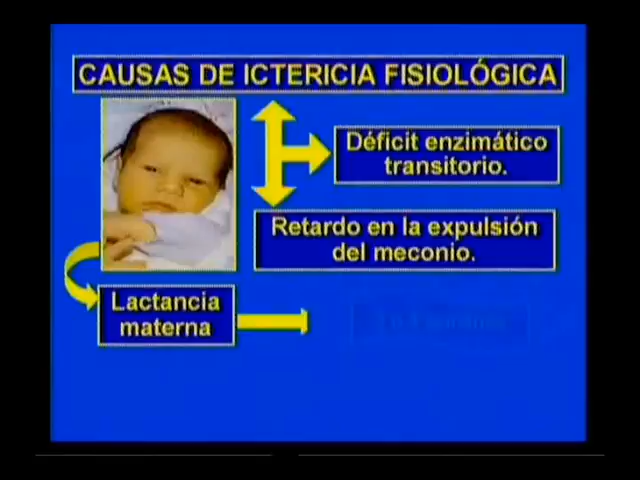 CAUSAS DE ICTERICIA FISIOLÓGICA
Déficit enzimático
transitorio.
Retardo en la expulsión
del meconio.
Lactancia
materna